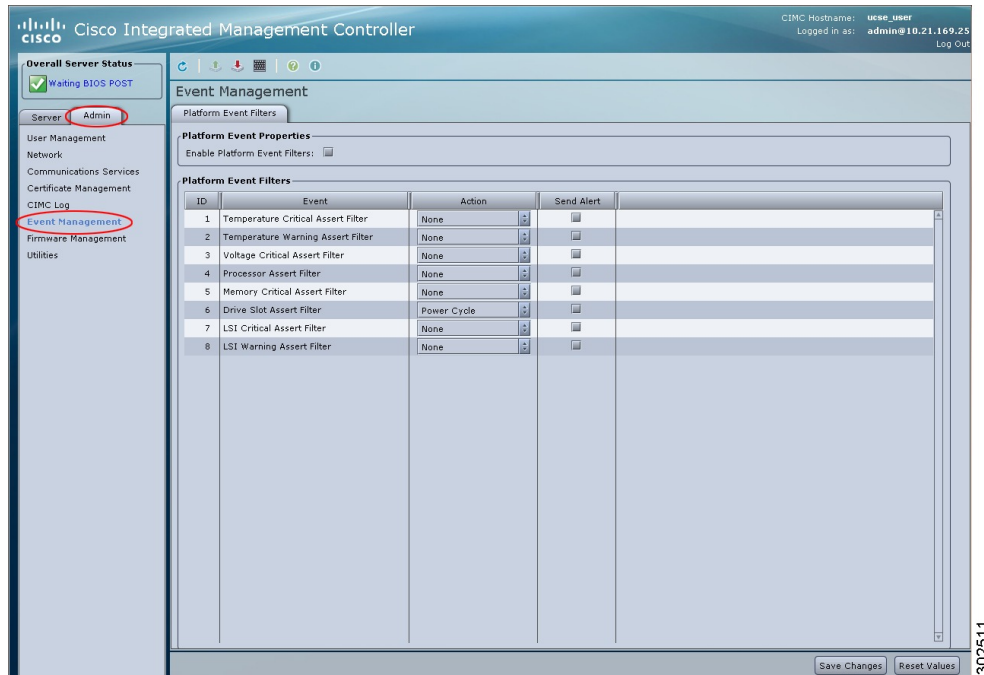 CISCO
Cisco Integrated Management Controller
CIMC Hostname: ucse_user
Logged in as: admin@10.21.169.25
Log Out
Overall Server Status
Waiting BIOS POST
Server
Admin
User Management
Network
Communications Services
Certificate Management
CIMC Log
Event Management
Firmware Management
Utilities
Event Management
Platform Event Filters
Platform Event Properties
Enable Platform Event Filters:
Platform Event Filters
ID Event Action Send Alert
1 Temperature Critical Assert Filter None
2 Temperature Warning Assert Filter None
3 Voltage Critical Assert Filter None
4 Processor Assert Filter None
5 Memory Critical Assert Filter None
6 Drive Slot Assert Filter Power Cycle
7 LSI Critical Assert Filter None
8 LSI Warning Assert Filter None
Save Changes Reset Values
302511